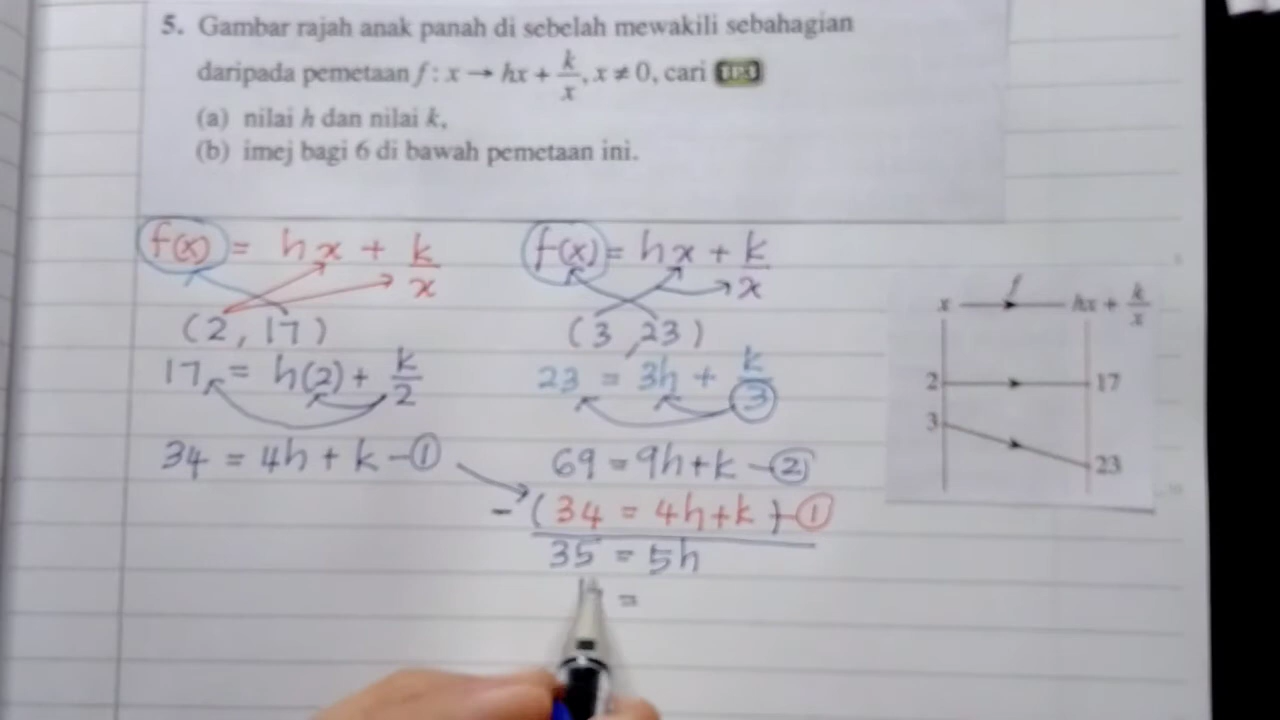 5. Gambar rajah anak panah di sebelah mewakili sebahagian
daripada pemetaan f : x → hx + k/x, x ≠ 0, cari TP3
(a) nilai h dan nilai k,
(b) imej bagi 6 di bawah pemetaan ini.
f(x) = hx + k/x
(2, 17)
17 = h(2) + k/2
34 = 4h + k — ①
f(x) = hx + k/x
(3, 23)
23 = 3h + k/3
69 = 9h + k — ②
− (34 = 4h + k) — ①
35 = 5h
=
f
x → hx + k/x
2 17
3
23